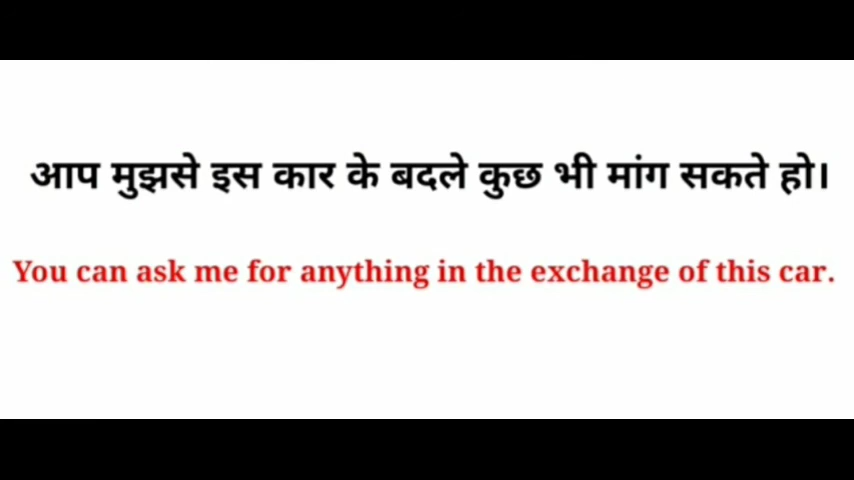 आप मुझसे इस कार के बदले कुछ भी मांग सकते हो।
You can ask me for anything in the exchange of this car.